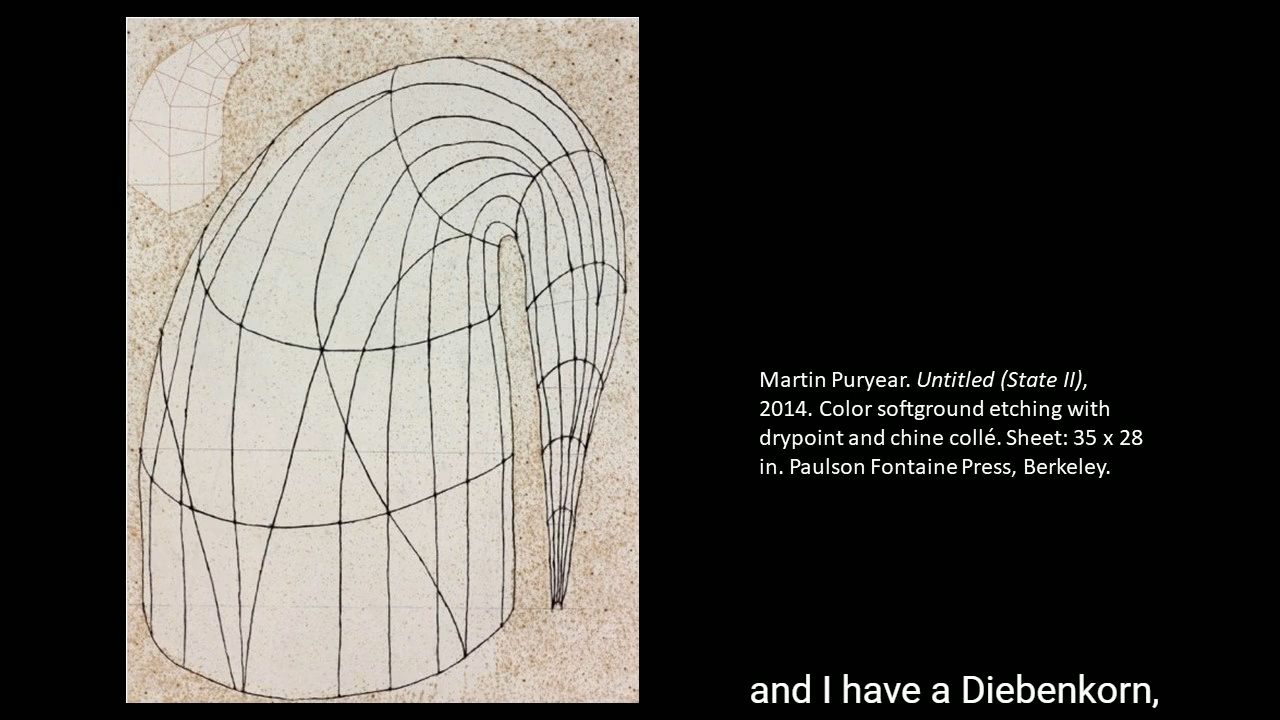 Martin Puryear. Untitled (State II),
2014. Color softground etching with
drypoint and chine collé. Sheet: 35 x 28
in. Paulson Fontaine Press, Berkeley.
and I have a Diebenkorn,